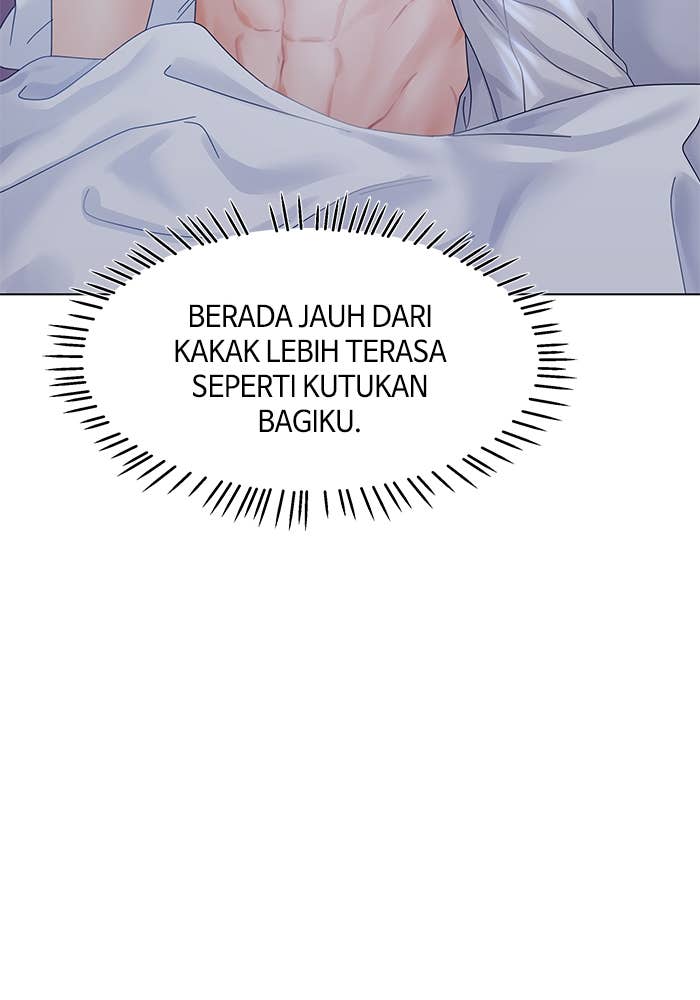 BERADA JAUH DARI
KAKAK LEBIH TERASA
SEPERTI KUTUKAN
BAGIKU.